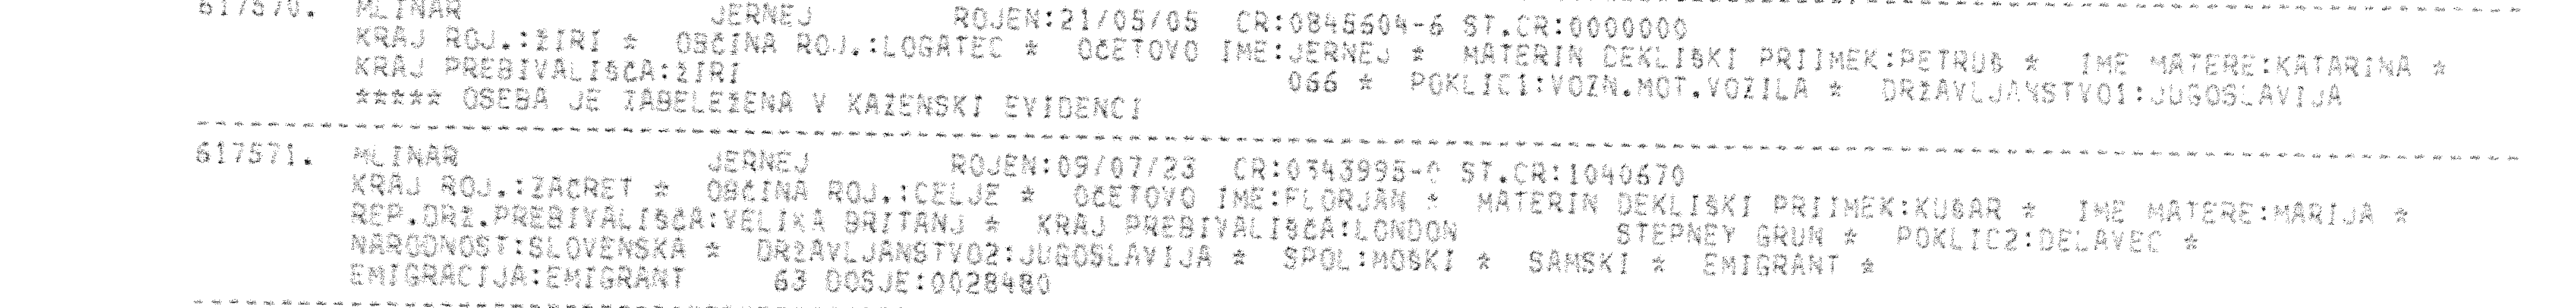 617570. MLINAR JERNEJ ROJEN:21/05/05 CR:0845604-6 ST.CR:0000000
KRAJ ROJ.:ŽIRI * OBČINA ROJ.:LOGATEC * OČETOVO IME:JERNEJ * MATERIN DEKLIŠKI PRIIMEK:PETRUŠ * IME MATERE:KATARINA *
KRAJ PREBIVALIŠČA:ŽIRI 066 * POKLIC1:VOZN.MOT.VOZILA * DRŽAVLJANSTVO1:JUGOSLAVIJA
***** OSEBA JE ZABELEŽENA V KAZENSKI EVIDENCI
617571. MLINAR JERNEJ ROJEN:09/07/23 CR:0343995-0 ST.CR:1040670
KRAJ ROJ.:ZAČRET * OBČINA ROJ.:CELJE * OČETOVO IME:FLORJAN * MATERIN DEKLIŠKI PRIIMEK:KUŠAR * IME MATERE:MARIJA *
REP.DRŽ.PREBIVALIŠČA:VELIKA BRITANJ * KRAJ PREBIVALIŠČA:LONDON STEPNEY GRUN * POKLIC2:DELAVEC *
NARODNOST:SLOVENSKA * DRŽAVLJANSTVO2:JUGOSLAVIJA * SPOL:MOŠKI * SAMSKI * EMIGRANT *
EMIGRACIJA:EMIGRANT 63 DOSJE:0028480